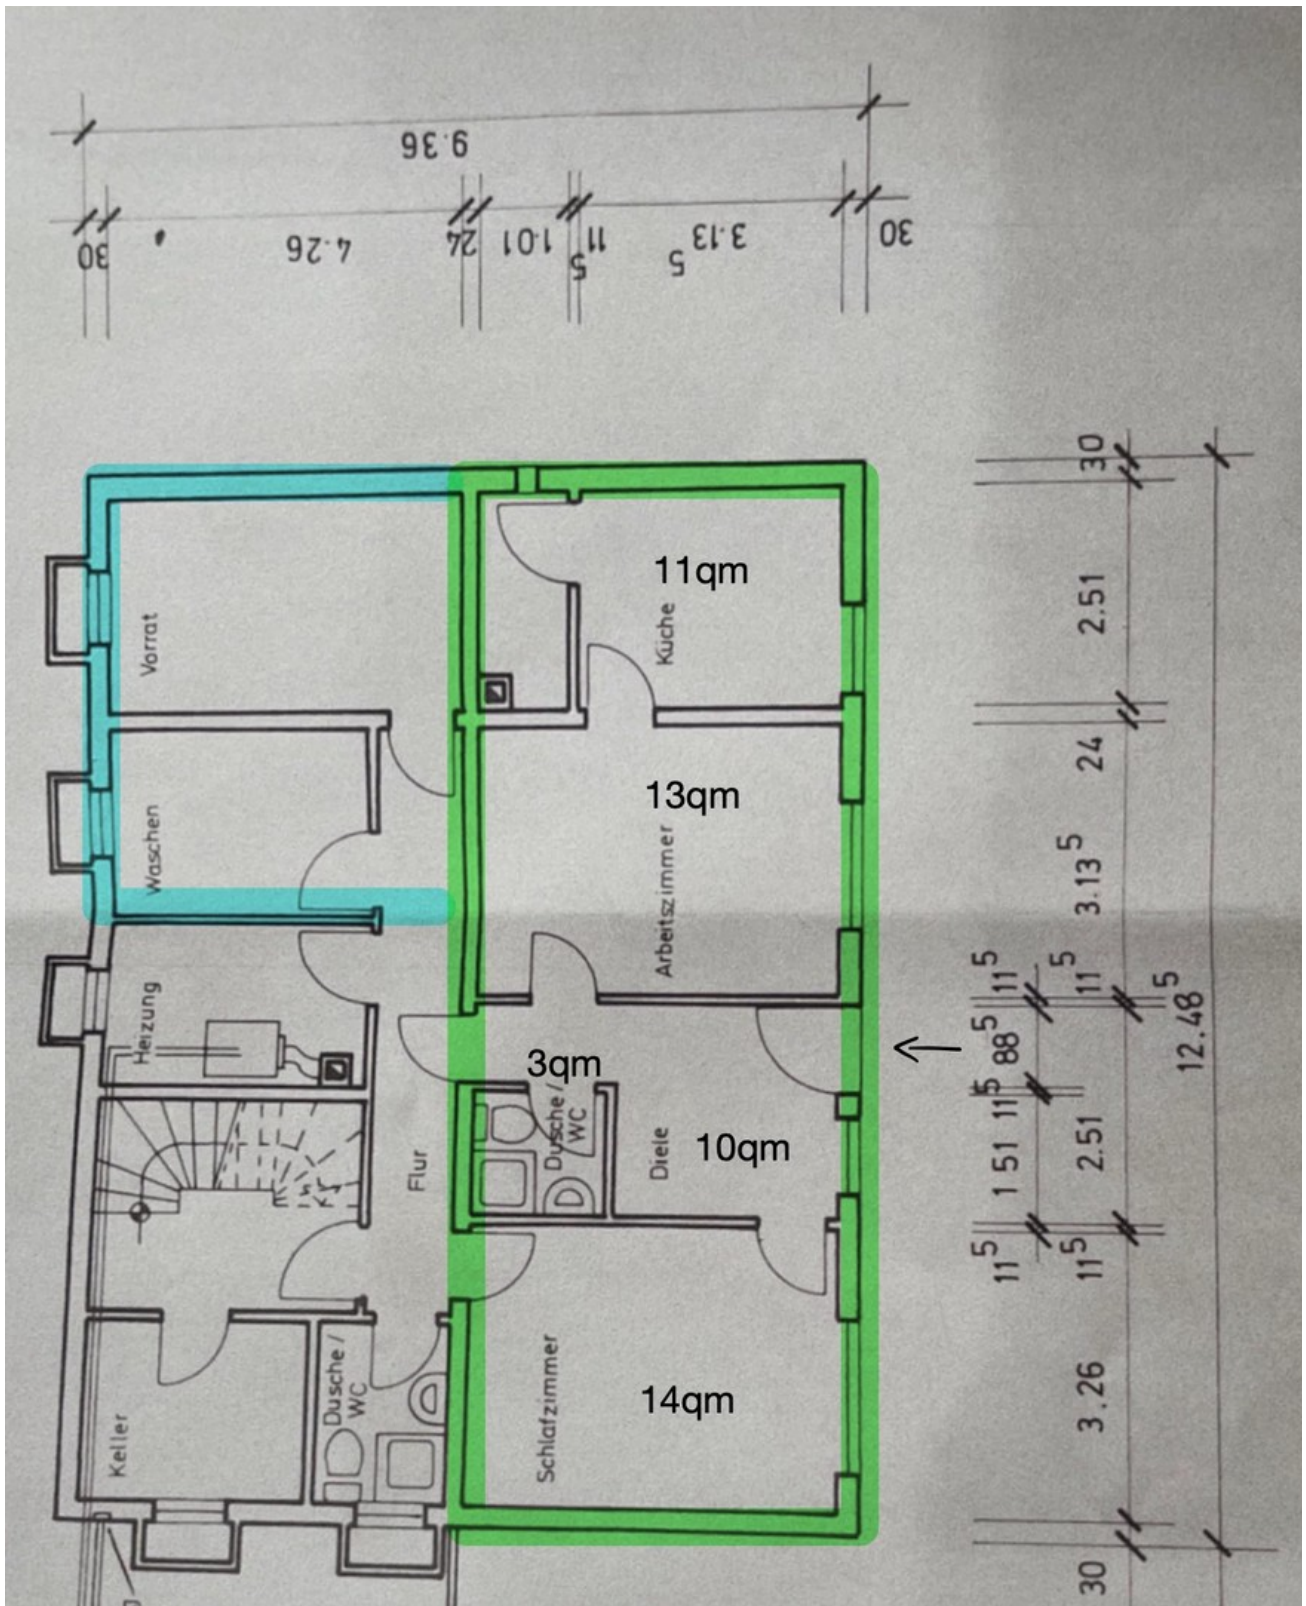 9.36
30
4.26
24
1.01
11 5
3.13 5
30
30
2.51
24
3.13 5
11 5
11 5
88 5
11 5
1 51
2.51
12.48 5
11 5
11 5
3.26
30
Vorrat
11qm
Küche
Waschen
13qm
Arbeitszimmer
Heizung
3qm
Dusche /
WC
Diele
10qm
Flur
Keller
Dusche /
WC
Schlafzimmer
14qm